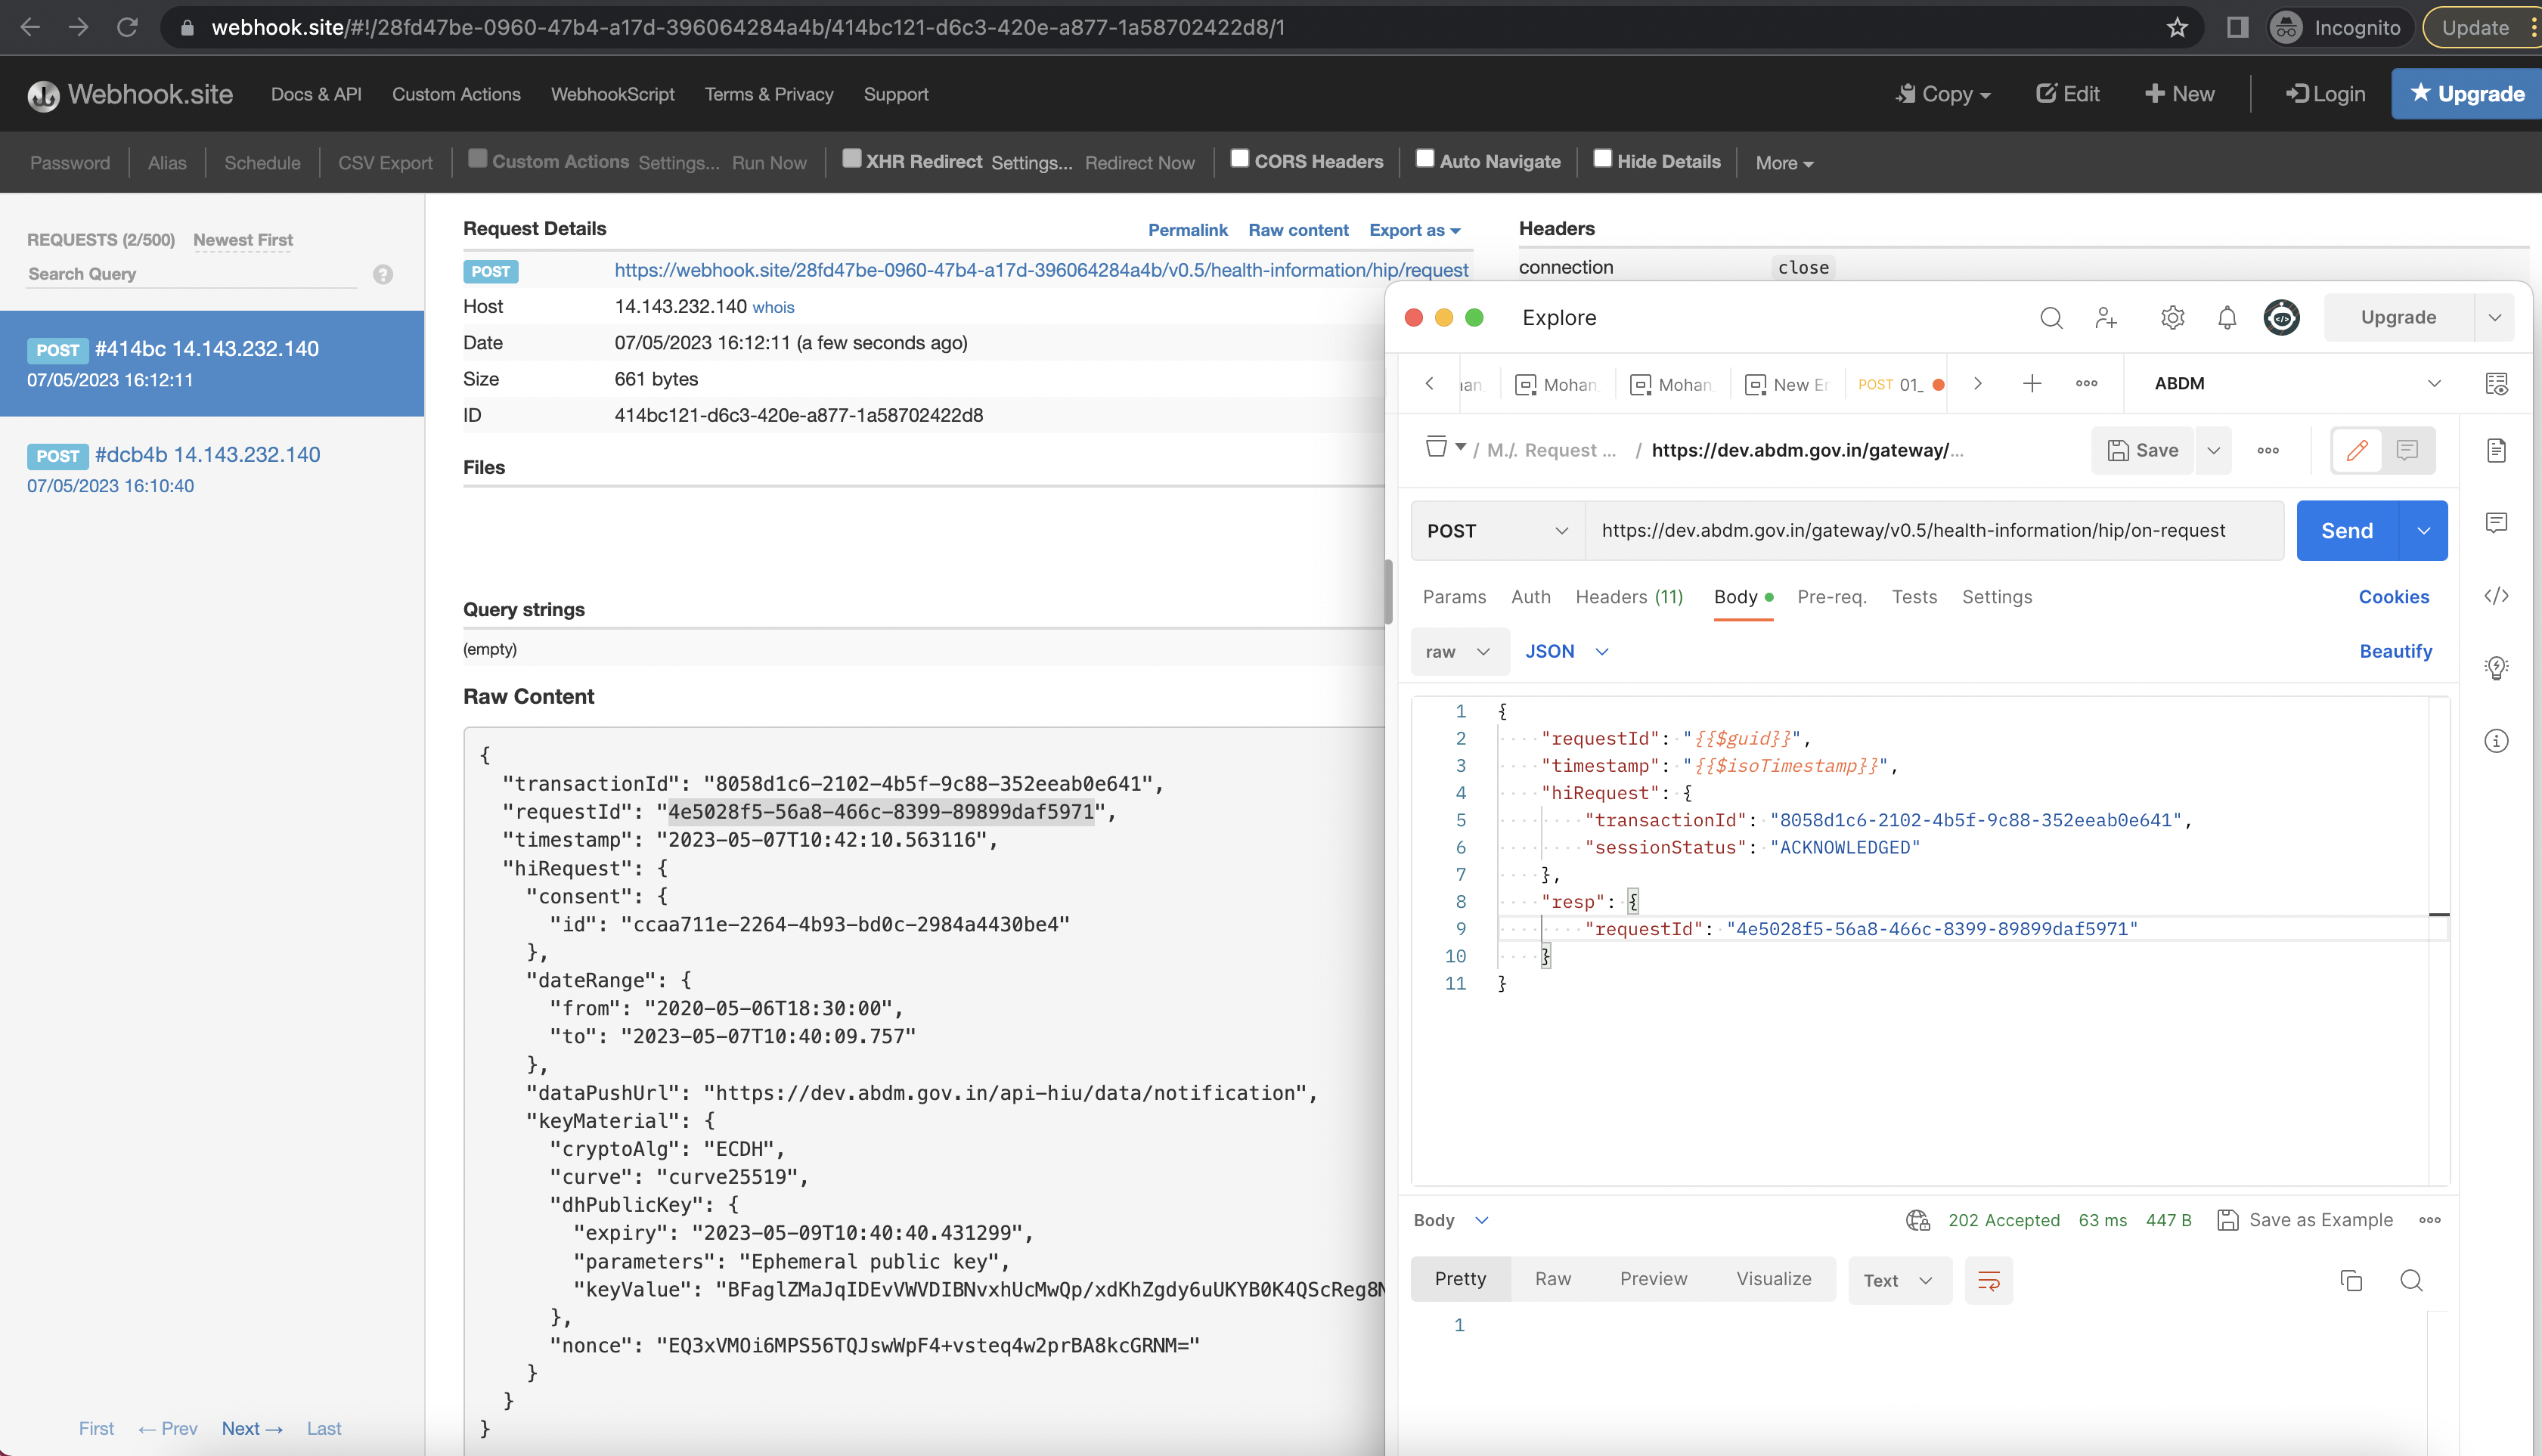 webhook.site/#!/28fd47be-0960-47b4-a17d-396064284a4b/414bc121-d6c3-420e-a877-1a58702422d8/1
Incognito
Update
Webhook.site
Docs & API
Custom Actions
WebhookScript
Terms & Privacy
Support
Copy
Edit
New
Login
Upgrade
Password
Alias
Schedule
CSV Export
Custom Actions
Settings...
Run Now
XHR Redirect
Settings...
Redirect Now
CORS Headers
Auto Navigate
Hide Details
More
REQUESTS (2/500)
Newest First
Search Query
?
POST #414bc 14.143.232.140
07/05/2023 16:12:11
POST #dcb4b 14.143.232.140
07/05/2023 16:10:40
First
← Prev
Next →
Last
Request Details
Permalink
Raw content
Export as
POST
https://webhook.site/28fd47be-0960-47b4-a17d-396064284a4b/v0.5/health-information/hip/request
Host
14.143.232.140 whois
Date
07/05/2023 16:12:11 (a few seconds ago)
Size
661 bytes
ID
414bc121-d6c3-420e-a877-1a58702422d8
Files
Query strings
(empty)
Raw Content
{
"transactionId": "8058d1c6-2102-4b5f-9c88-352eeab0e641",
"requestId": "4e5028f5-56a8-466c-8399-89899daf5971",
"timestamp": "2023-05-07T10:42:10.563116",
"hiRequest": {
"consent": {
"id": "ccaa711e-2264-4b93-bd0c-2984a4430be4"
},
"dateRange": {
"from": "2020-05-06T18:30:00",
"to": "2023-05-07T10:40:09.757"
},
"dataPushUrl": "https://dev.abdm.gov.in/api-hiu/data/notification",
"keyMaterial": {
"cryptoAlg": "ECDH",
"curve": "curve25519",
"dhPublicKey": {
"expiry": "2023-05-09T10:40:40.431299",
"parameters": "Ephemeral public key",
"keyValue": "BFaglZMaJqIDEvVWVDIBNvxhUcMwQp/xdKhZgdy6uUKYB0K4QScReg8N
},
"nonce": "EQ3xVMOi6MPS56TQJswWpF4+vsteq4w2prBA8kcGRNM="
}
}
}
Headers
connection
close
Explore
Upgrade
Mohan
Mohan
New Er
POST 01_
ABDM
/ M./. Request ... / https://dev.abdm.gov.in/gateway/...
Save
POST
https://dev.abdm.gov.in/gateway/v0.5/health-information/hip/on-request
Send
Params
Auth
Headers (11)
Body
Pre-req.
Tests
Settings
Cookies
raw
JSON
Beautify
1 {
2 "requestId": "{{$guid}}",
3 "timestamp": "{{$isoTimestamp}}",
4 "hiRequest": {
5 "transactionId": "8058d1c6-2102-4b5f-9c88-352eeab0e641",
6 "sessionStatus": "ACKNOWLEDGED"
7 },
8 "resp": {
9 "requestId": "4e5028f5-56a8-466c-8399-89899daf5971"
10 }
11 }
Body
202 Accepted
63 ms
447 B
Save as Example
Pretty
Raw
Preview
Visualize
Text
1